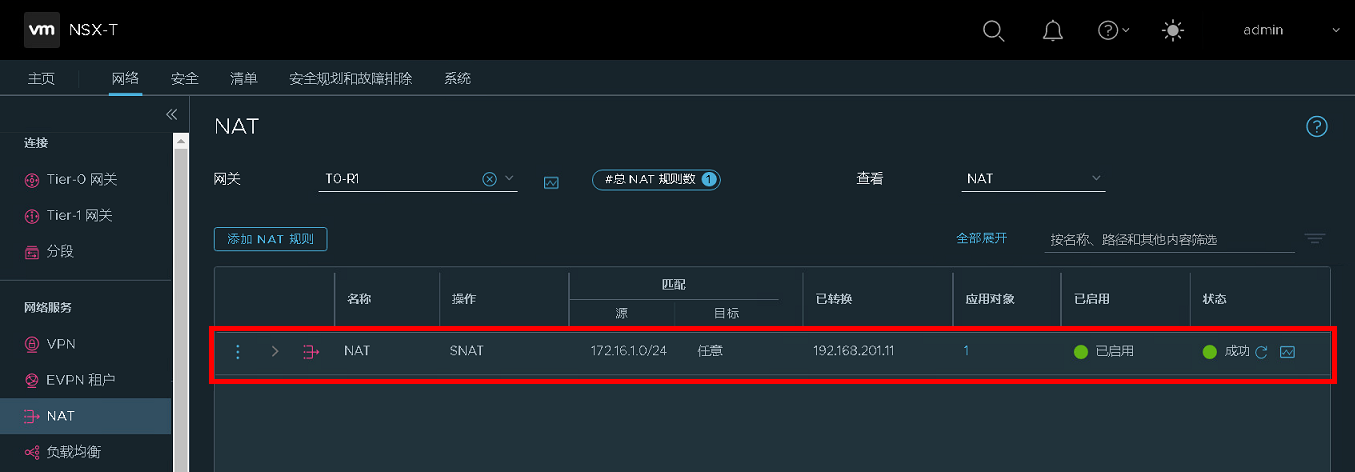 vm NSX-T admin
主页 网络 安全 清单 安全规划和故障排除 系统
连接
Tier-0 网关
Tier-1 网关
分段
网络服务
VPN
EVPN 租户
NAT
负载均衡
NAT
网关 T0-R1 #总 NAT 规则数 1 查看 NAT
添加 NAT 规则 全部展开 按名称、路径和其他内容筛选
名称 操作 匹配 已转换 应用对象 已启用 状态
源 目标
NAT SNAT 172.16.1.0/24 任意 192.168.201.11 1 已启用 成功